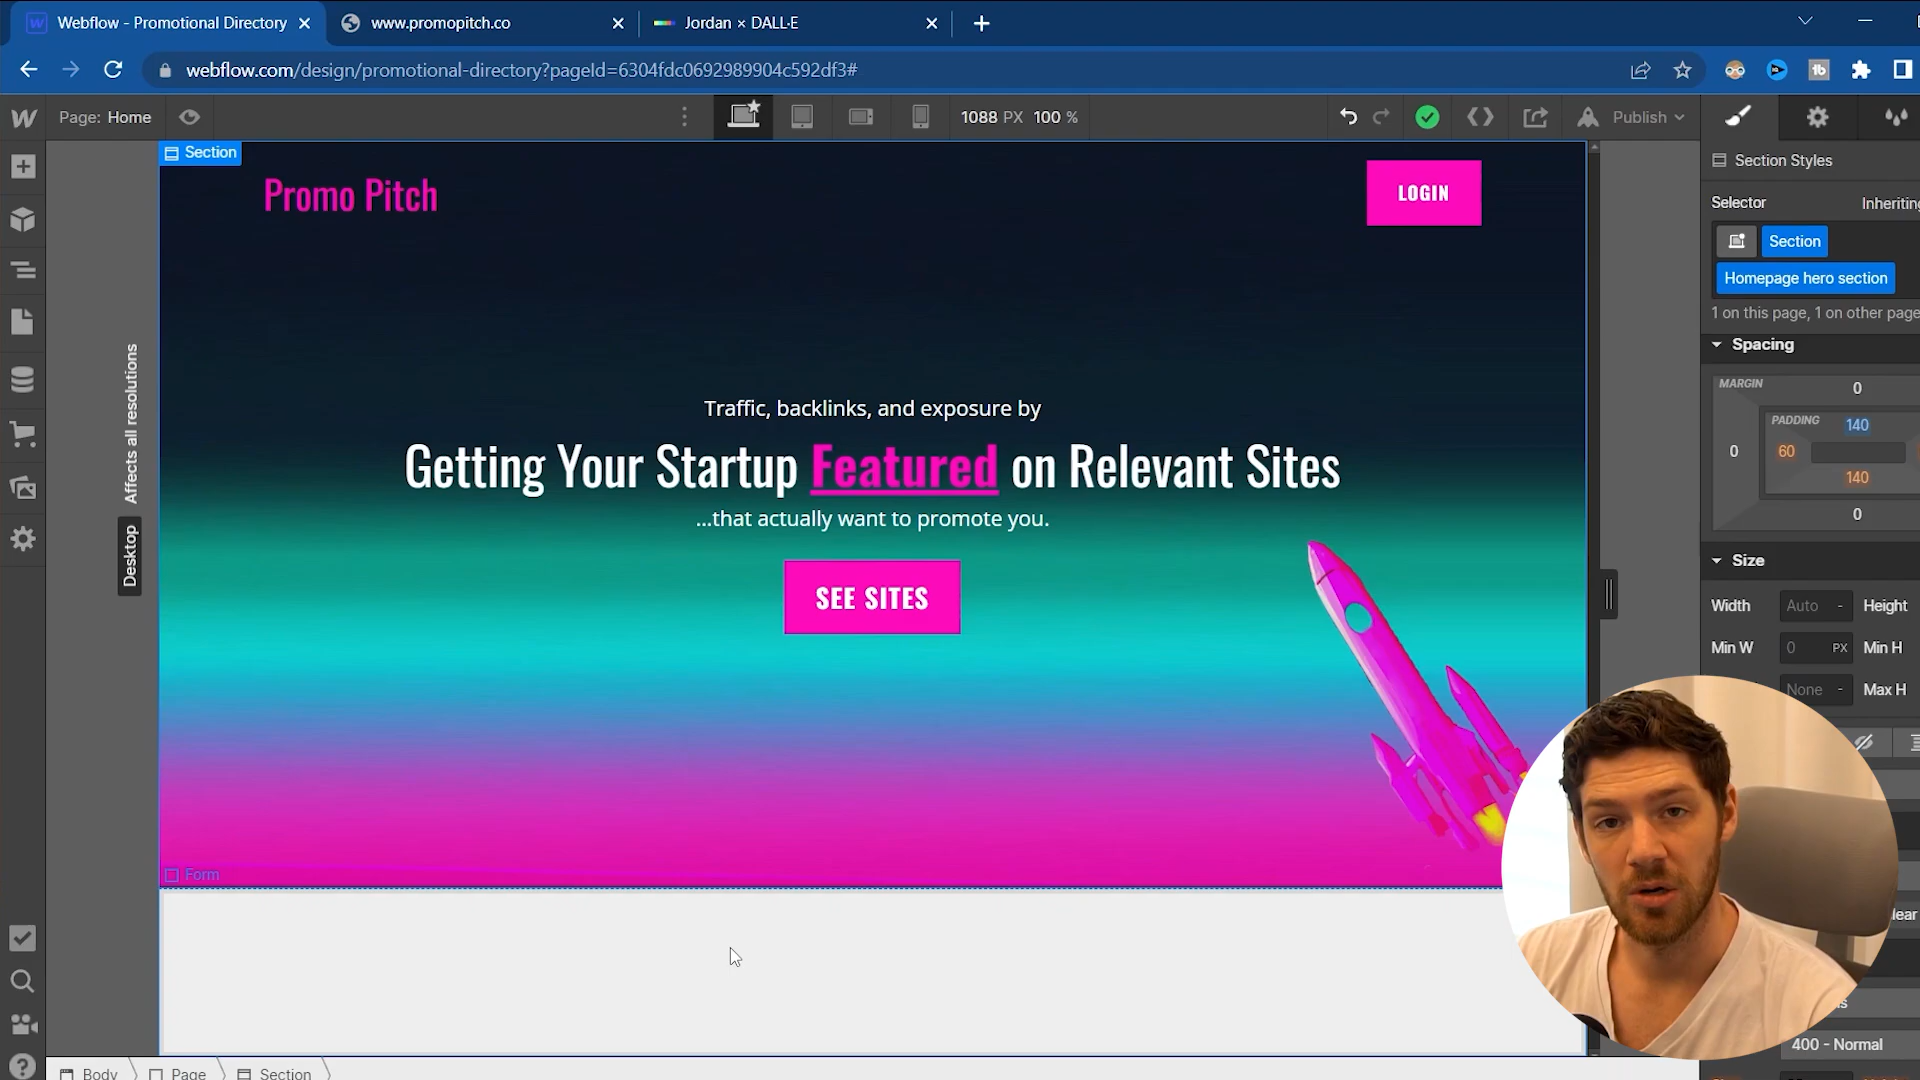 Webflow - Promotional Directory
www.promopitch.co
Jordan × DALL·E
webflow.com/design/promotional-directory?pageId=6304fdc0692989904c592df3#
Page: Home
1088 PX 100 %
Publish
Section
Promo Pitch
LOGIN
Section Styles
Selector
Inheriting
Section
Homepage hero section
1 on this page, 1 on other page
Spacing
MARGIN
0
PADDING
140
0
60
140
0
Affects all resolutions
Desktop
Traffic, backlinks, and exposure by
Getting Your Startup Featured on Relevant Sites
...that actually want to promote you.
SEE SITES
Size
Width
Auto -
Height
Min W
0 PX
Min H
None -
Max H
Form
400 - Normal
Body
Page
Section